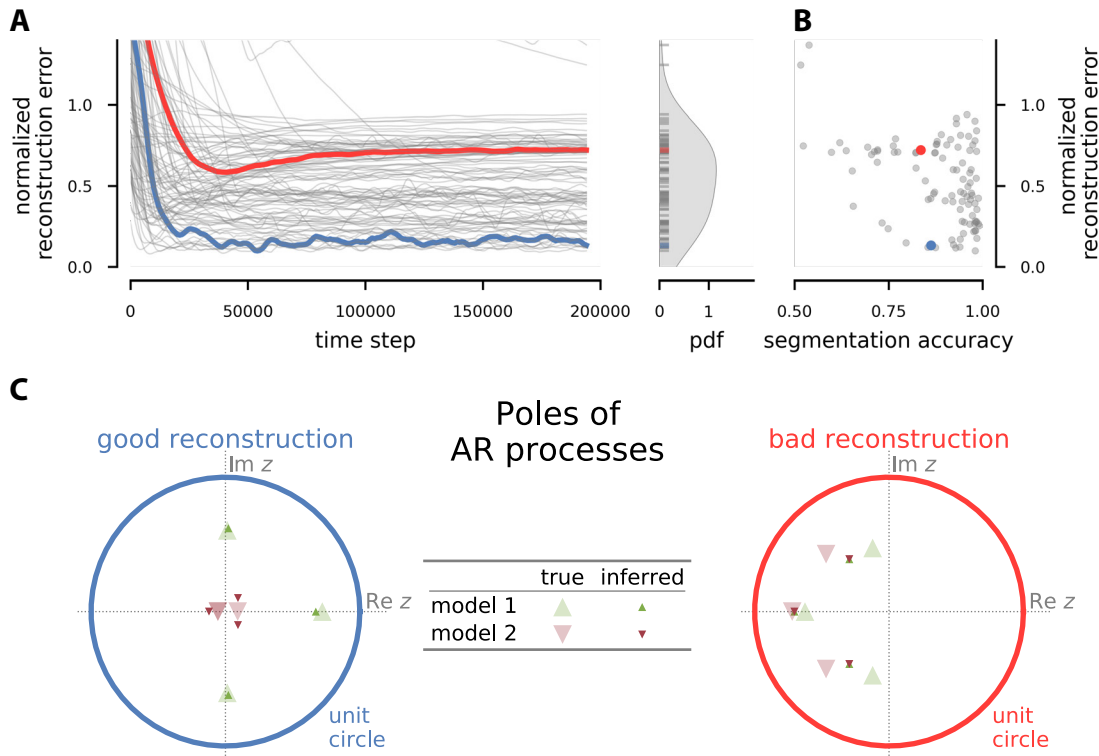 A
normalized
reconstruction error
1.0
0.5
0.0
0
50000
100000
150000
200000
time step
0
1
pdf
B
1.0
0.5
0.0
normalized
reconstruction error
0.50
0.75
1.00
segmentation accuracy
C
Poles of
AR processes
good reconstruction
Im z
Re z
unit
circle
true inferred
model 1
model 2
bad reconstruction
Im z
Re z
unit
circle